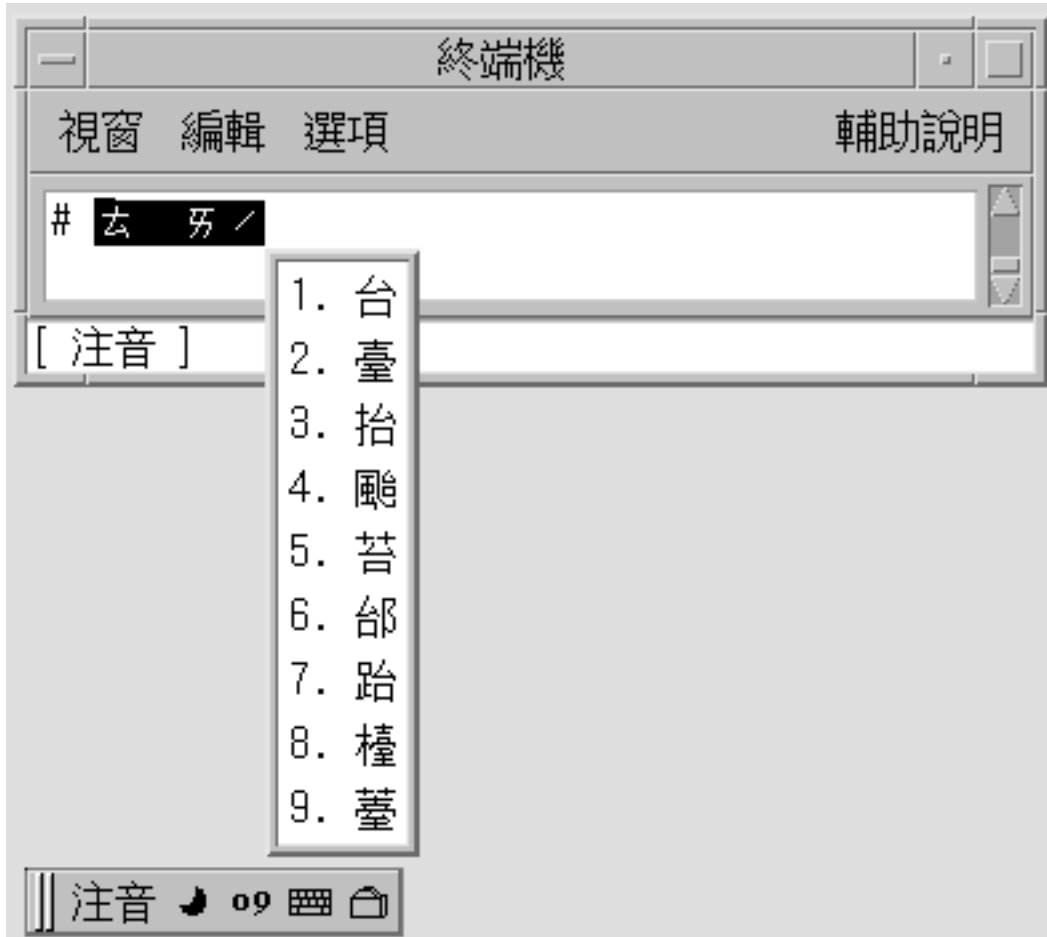 終端機
視窗 編輯 選項 輔助說明
# ㄊ ㄞˊ
1. 台
2. 臺
3. 抬
4. 颱
5. 苔
6. 邰
7. 跆
8. 檯
9. 薹
[ 注音 ]
注音 o9